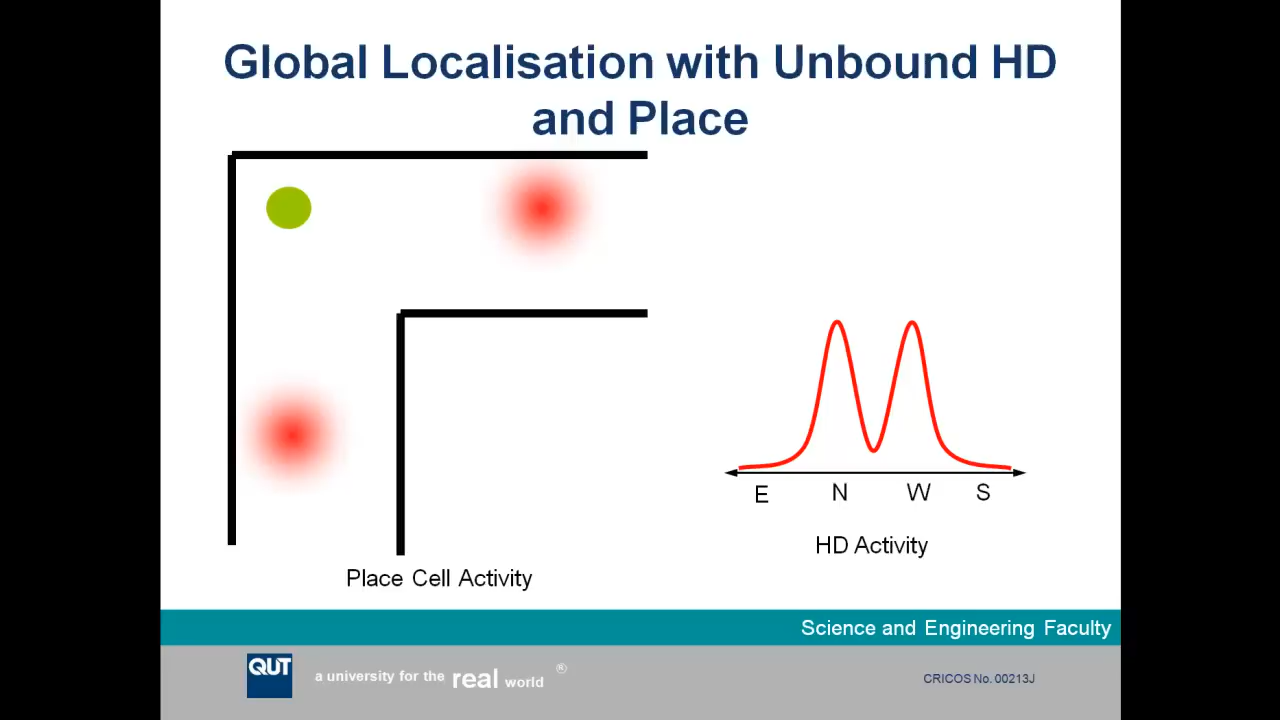 Global Localisation with Unbound HD
and Place
E N W S
HD Activity
Place Cell Activity
Science and Engineering Faculty
QUT
a university for the real world ®
CRICOS No. 00213J